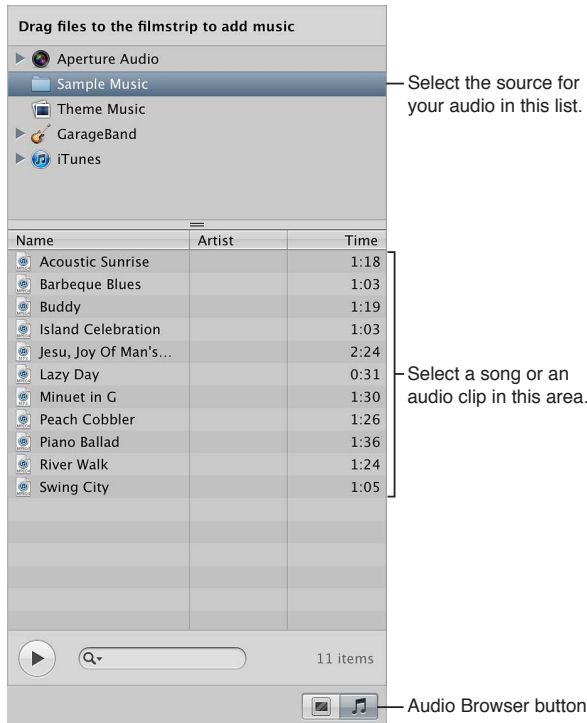 Drag files to the filmstrip to add music
Aperture Audio
Sample Music
Theme Music
GarageBand
iTunes
Select the source for
your audio in this list.
Name Artist Time
Acoustic Sunrise 1:18
Barbeque Blues 1:03
Buddy 1:19
Island Celebration 1:03
Jesu, Joy Of Man's... 2:24
Lazy Day 0:31
Minuet in G 1:30
Peach Cobbler 1:26
Piano Ballad 1:36
River Walk 1:24
Swing City 1:05
Select a song or an
audio clip in this area.
11 items
Audio Browser button